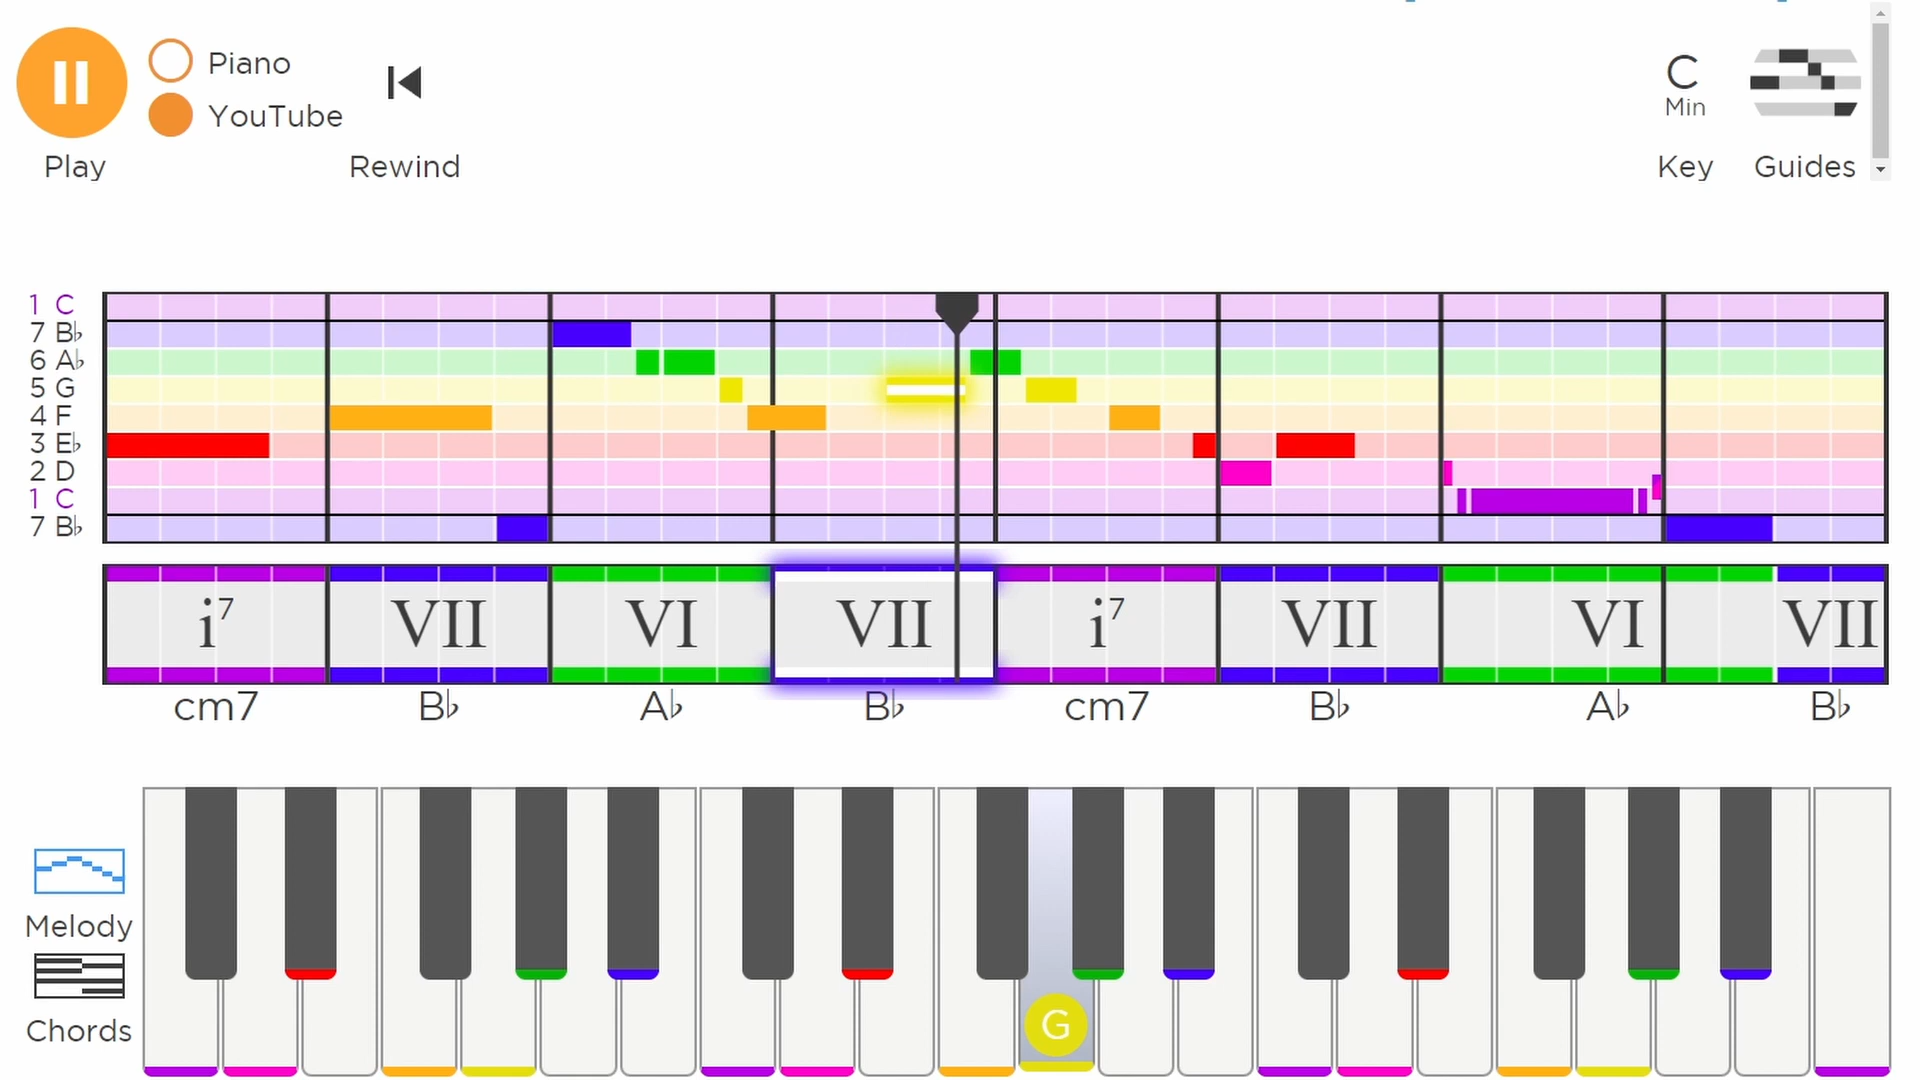 Piano
YouTube
Play
Rewind
C
Min
Key
Guides
1 C
7 B♭
6 A♭
5 G
4 F
3 E♭
2 D
1 C
7 B♭
i7 VII VI VII i7 VII VI VII
cm7 B♭ A♭ B♭ cm7 B♭ A♭ B♭
Melody
Chords
G